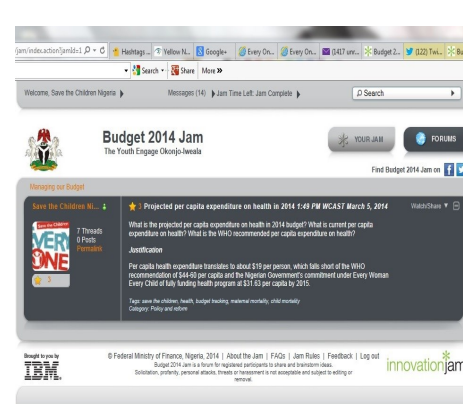 /jam/index.action?jamId=1
Hashtags ...
Yellow N...
Google+
Every On...
Every On...
(1417 unr...
Budget 2...
(122) Twi...
Bu
Search
Share
More »
Welcome, Save the Children Nigeria
Messages (14)
Jam Time Left: Jam Complete
Search
Budget 2014 Jam
The Youth Engage Okonjo-Iweala
YOUR JAM
FORUMS
Find Budget 2014 Jam on
Managing our Budget
Save the Children Ni...
3 Projected per capita expenditure on health in 2014 1:49 PM WCAST March 5, 2014
Watch/Share
7 Threads
0 Posts
Permalink
EVERY
ONE
3
What is the projected per capita expenditure on health in 2014 budget? What is current per capita
expenditure on health? What is the WHO recommended per capita expenditure on health?
Justification
Per capita health expenditure translates to about $19 per person, which falls short of the WHO
recommendation of $44-60 per capita and the Nigerian Government's commitment under Every Woman
Every Child of fully funding health program at $31.63 per capita by 2015.
Tags: save the children, health, budget tracking, maternal mortality, child mortality
Category: Policy and reform
Brought to you by
IBM.
© Federal Ministry of Finance, Nigeria, 2014 | About the Jam | FAQs | Jam Rules | Feedback | Log out
Budget 2014 Jam is a forum for registered participants to share and brainstorm ideas.
Solicitation, profanity, personal attacks, threats or harassment is not acceptable and subject to editing or
removal.
innovationjam